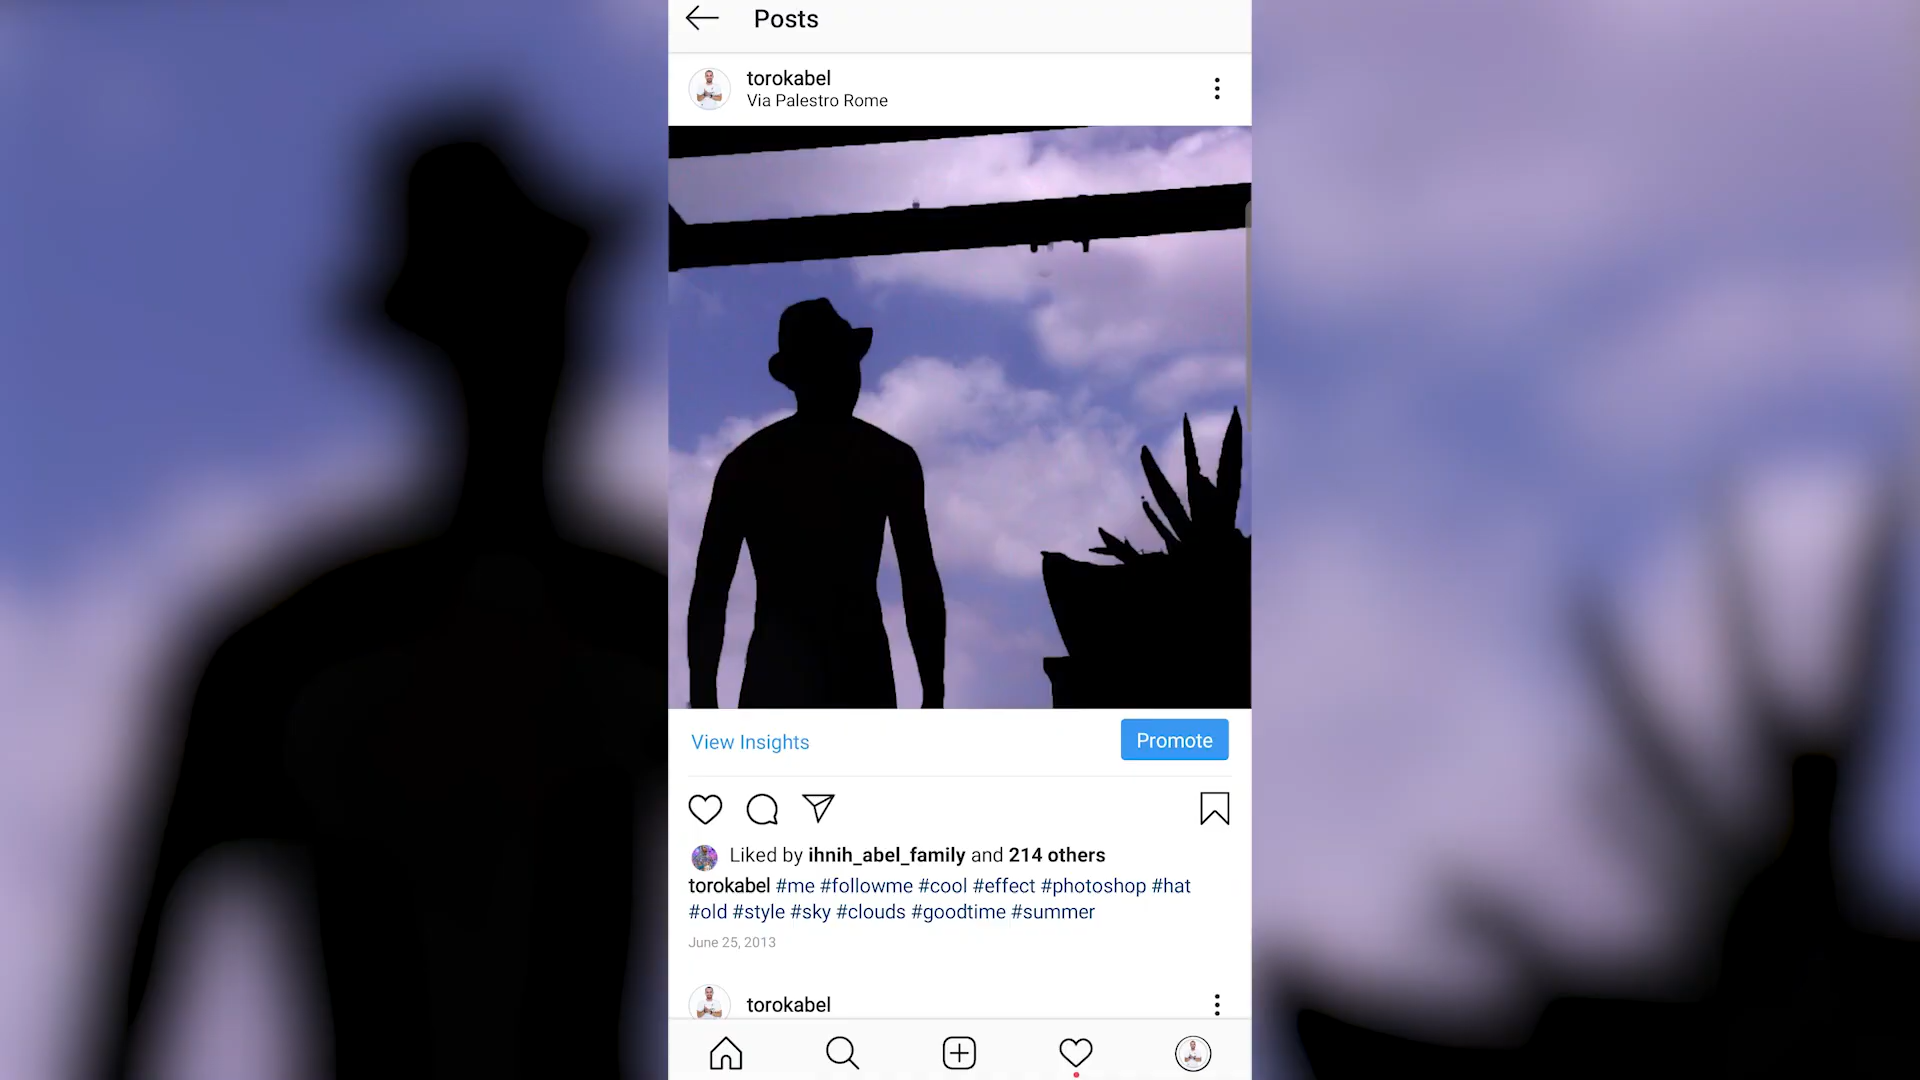 Posts
torokabel
Via Palestro Rome
View Insights
Promote
Liked by ihnih_abel_family and 214 others
torokabel #me #followme #cool #effect #photoshop #hat
#old #style #sky #clouds #goodtime #summer
June 25, 2013
torokabel